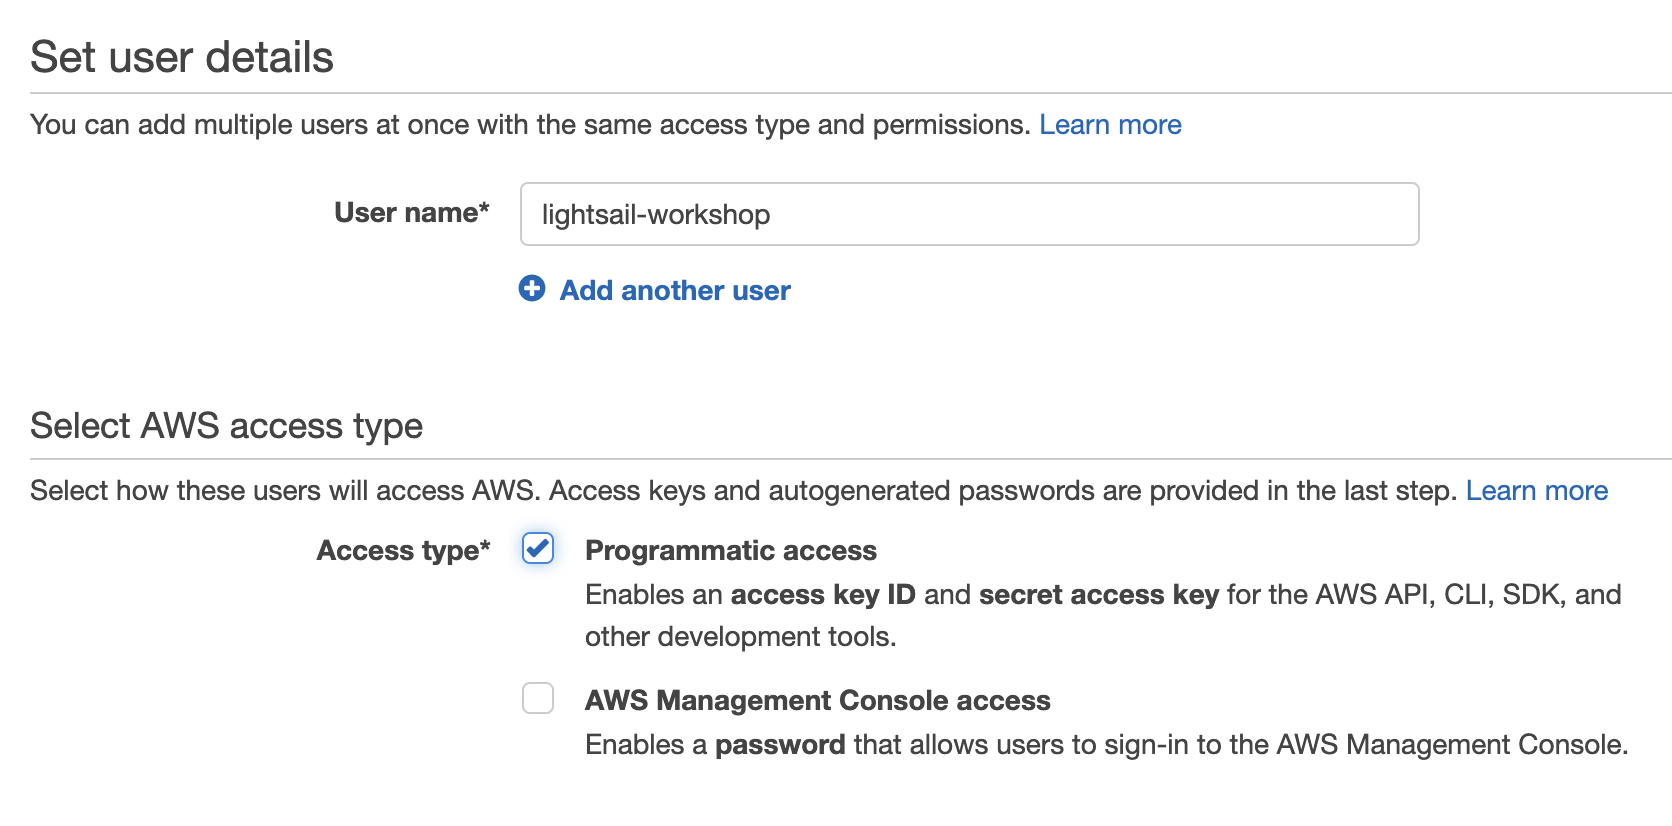 Set user details
You can add multiple users at once with the same access type and permissions. Learn more
User name* lightsail-workshop
Add another user
Select AWS access type
Select how these users will access AWS. Access keys and autogenerated passwords are provided in the last step. Learn more
Access type* Programmatic access
Enables an access key ID and secret access key for the AWS API, CLI, SDK, and
other development tools.
AWS Management Console access
Enables a password that allows users to sign-in to the AWS Management Console.